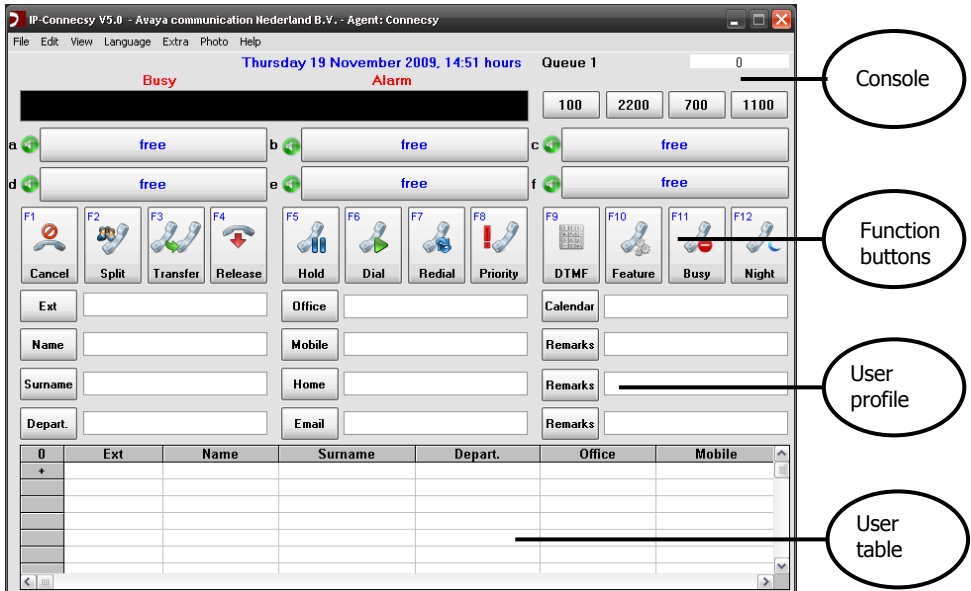 IP-Connecsy V5.0 - Avaya communication Nederland B.V. - Agent: Connecsy
File Edit View Language Extra Photo Help
Thursday 19 November 2009, 14:51 hours Queue 1 0
Busy Alarm
100 2200 700 1100
Console
a free b free c free
d free e free f free
F1 F2 F3 F4 F5 F6 F7 F8 F9 F10 F11 F12
Cancel Split Transfer Release Hold Dial Redial Priority DTMF Feature Busy Night
Function
buttons
Ext Office Calendar
Name Mobile Remarks
Surname Home Remarks
Depart. Email Remarks
User
profile
0 Ext Name Surname Depart. Office Mobile
+
User
table